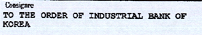 Consignee
TO THE ORDER OF INDUSTRIAL BANK OF
KOREA